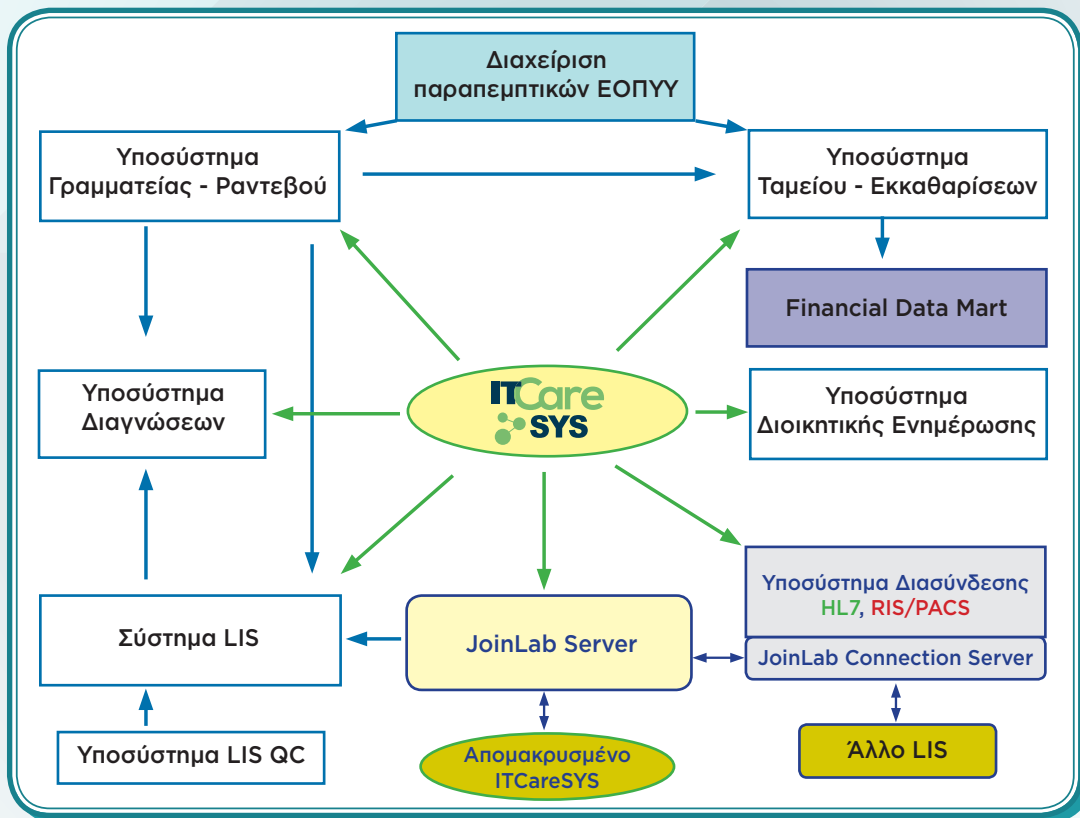 Διαχείριση
παραπεμπτικών ΕΟΠΥΥ
Υποσύστημα
Γραμματείας - Ραντεβού
Υποσύστημα
Ταμείου - Εκκαθαρίσεων
Financial Data Mart
Υποσύστημα
Διαγνώσεων
ITCare
SYS
Υποσύστημα
Διοικητικής Ενημέρωσης
Σύστημα LIS
JoinLab Server
Υποσύστημα Διασύνδεσης
HL7, RIS/PACS
JoinLab Connection Server
Υποσύστημα LIS QC
Απομακρυσμένο
ITCareSYS
Άλλο LIS